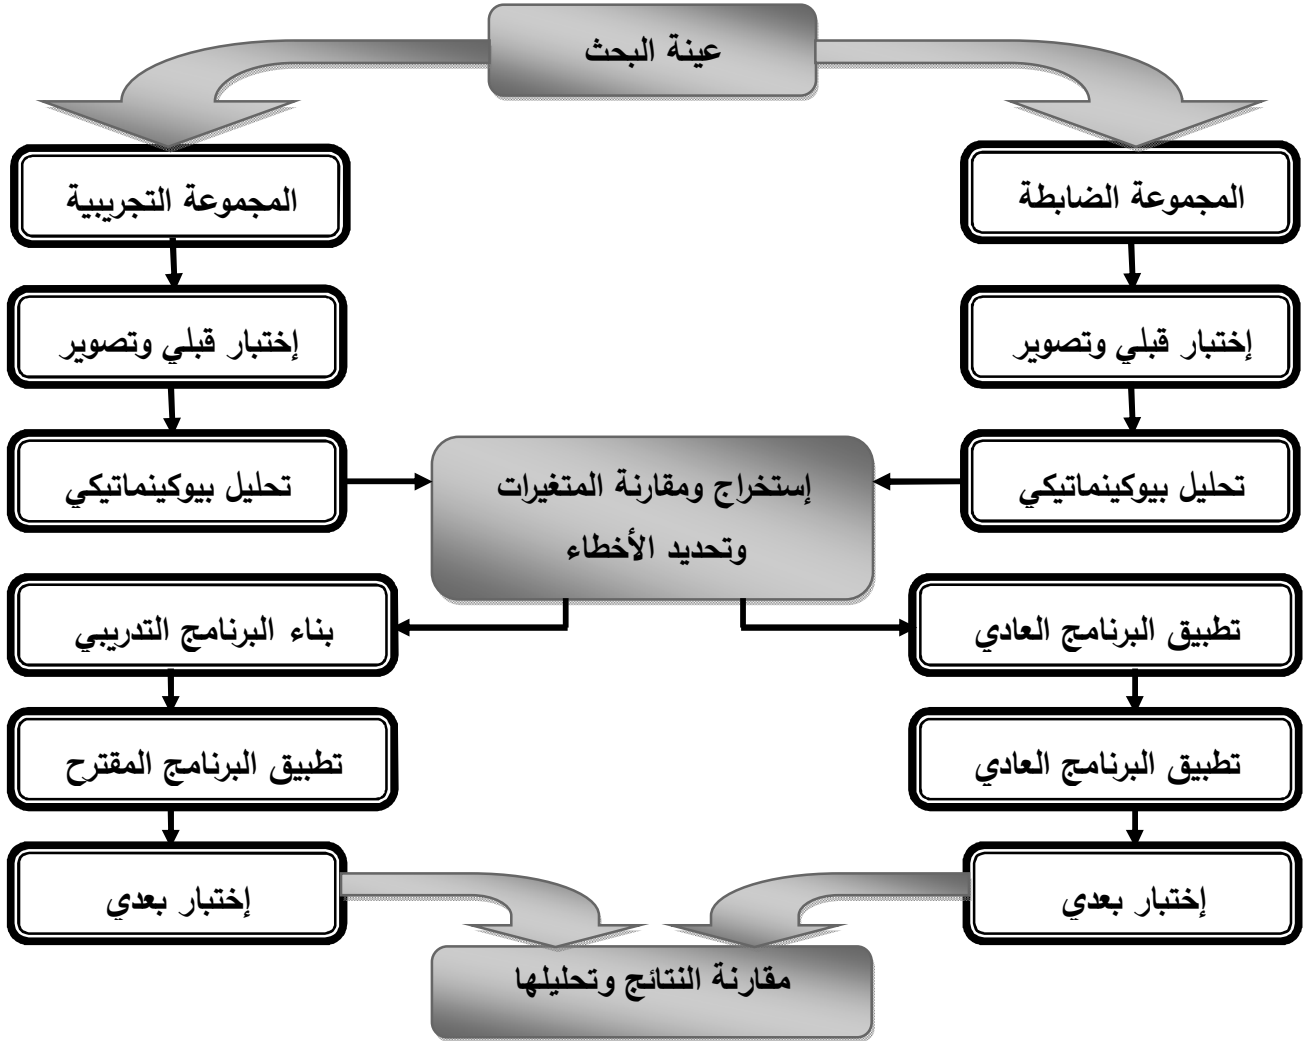 عينة البحث
المجموعة الضابطة
المجموعة التجريبية
إختبار قبلي وتصوير
إختبار قبلي وتصوير
تحليل بيوكينماتيكي
إستخراج ومقارنة المتغيرات
وتحديد الأخطاء
تحليل بيوكينماتيكي
تطبيق البرنامج العادي
بناء البرنامج التدريبي
تطبيق البرنامج العادي
تطبيق البرنامج المقترح
إختبار بعدي
إختبار بعدي
مقارنة النتائج وتحليلها